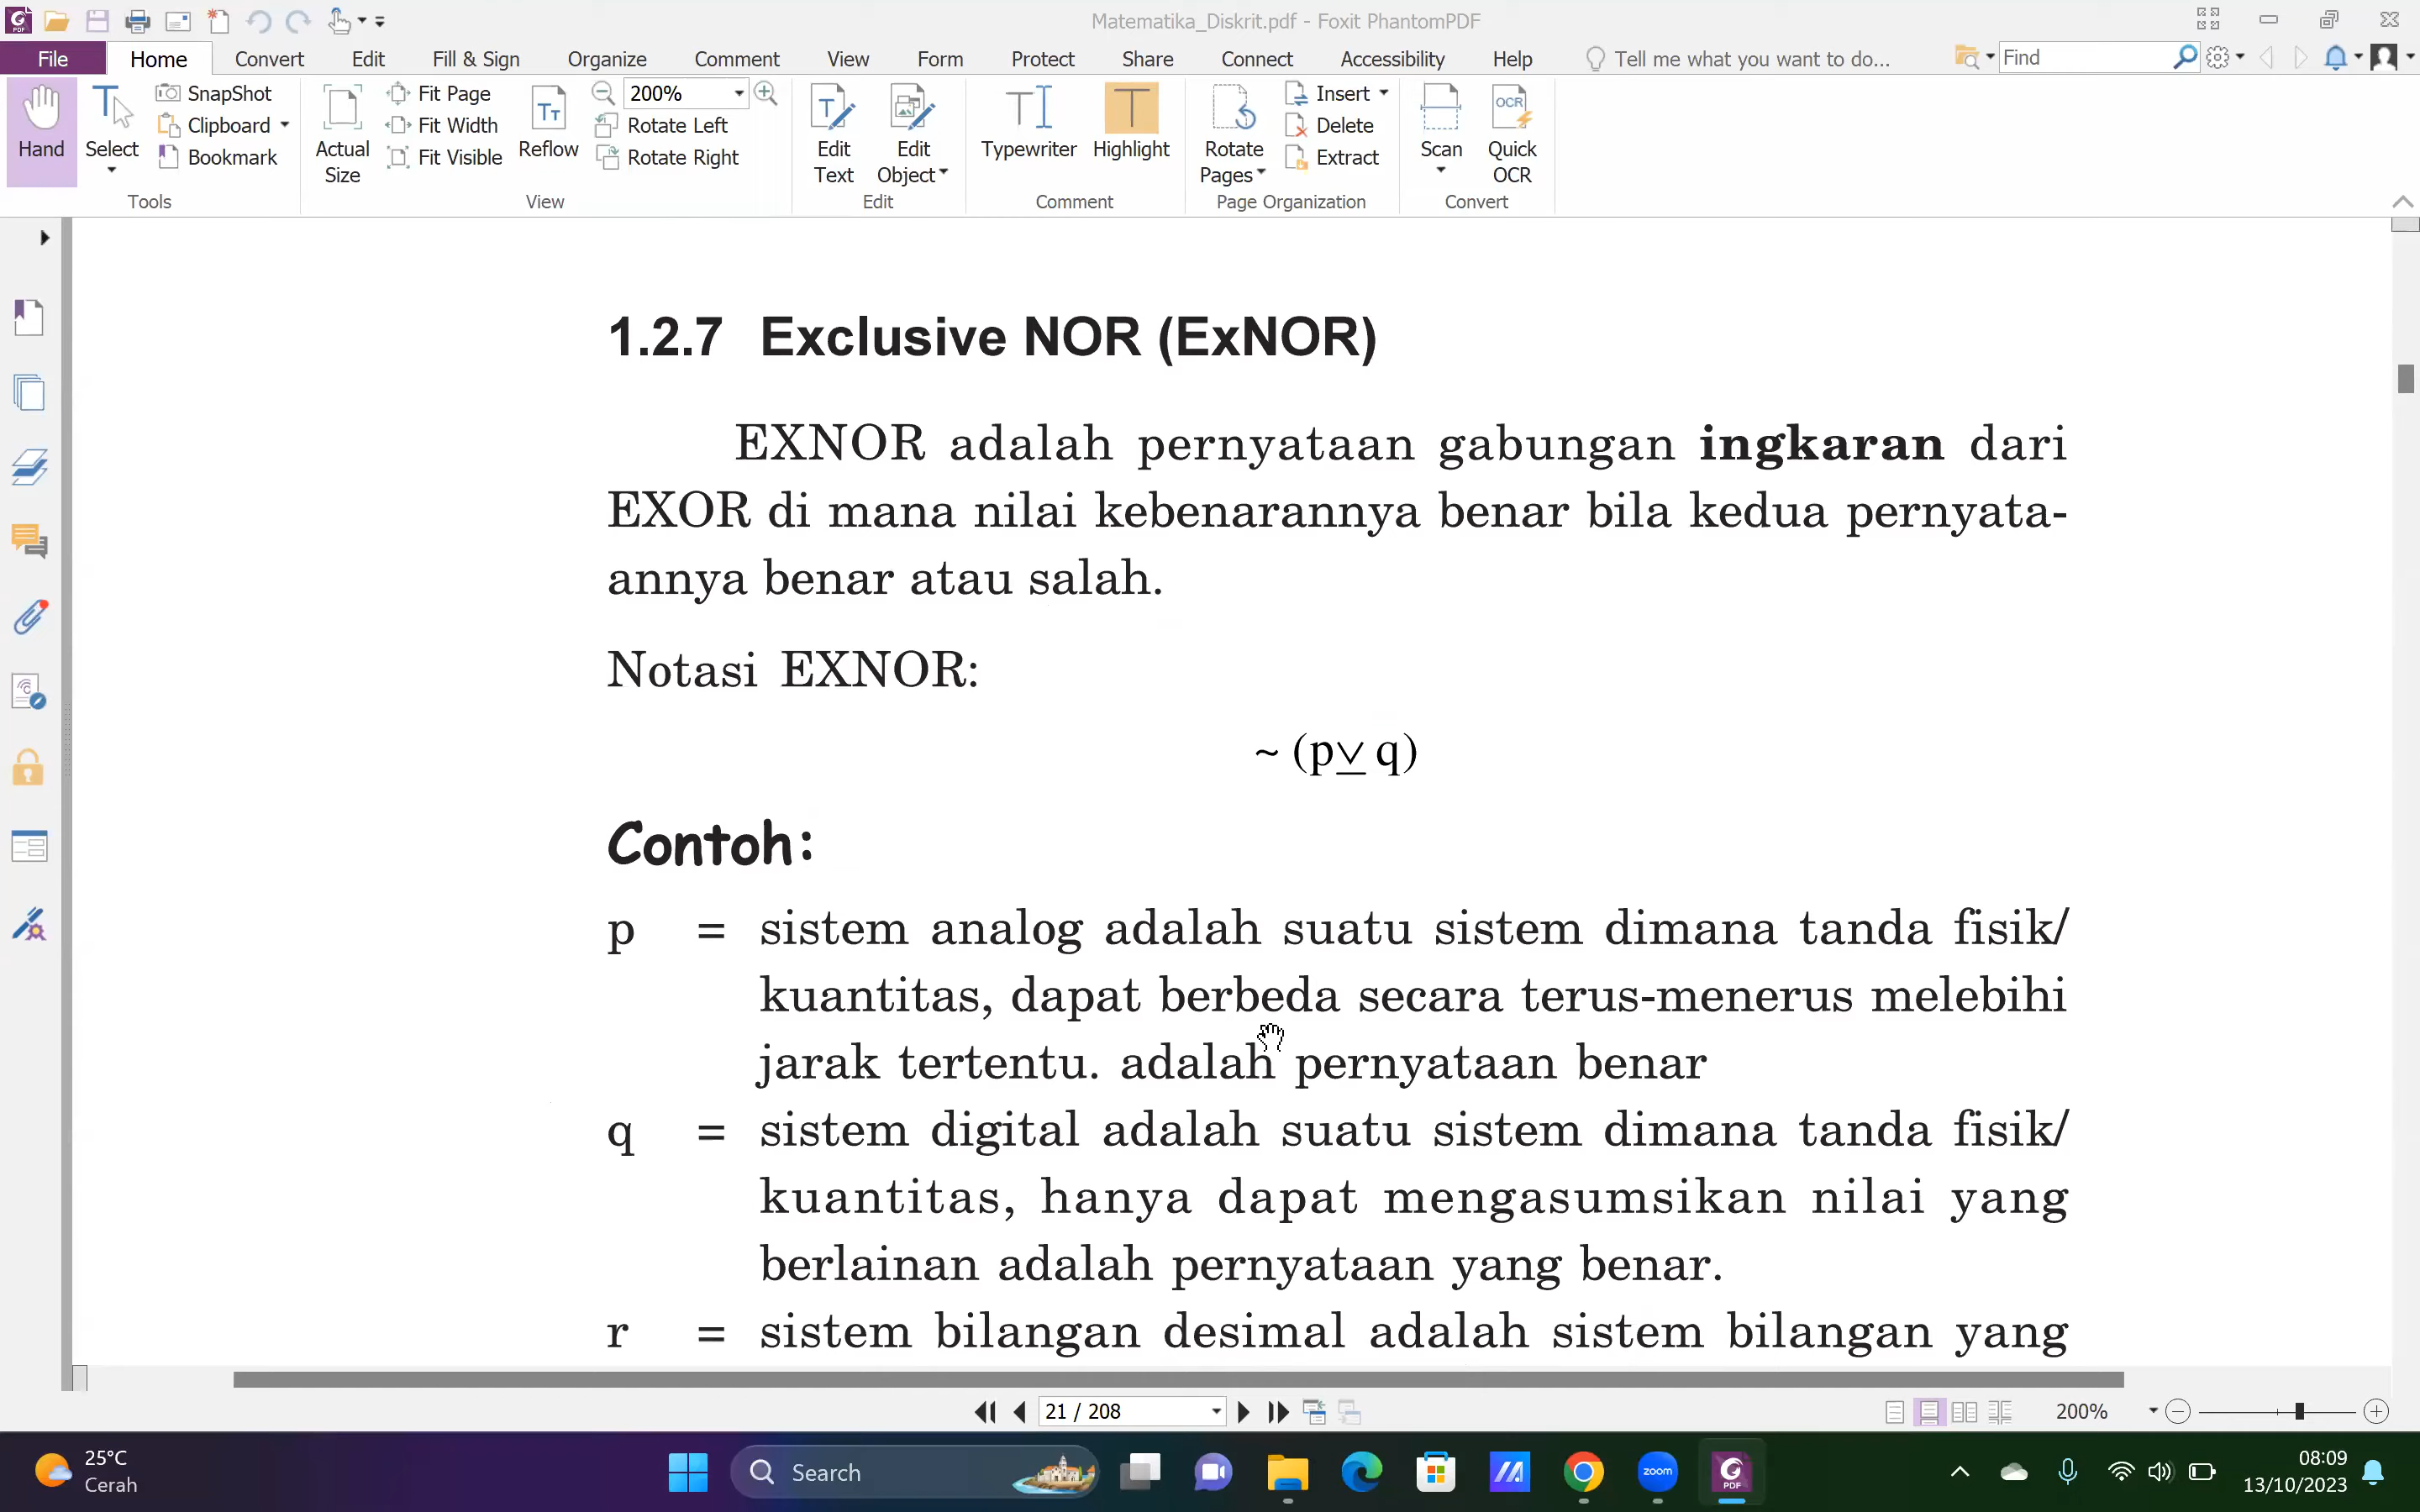 Matematika_Diskrit.pdf - Foxit PhantomPDF
File Home Convert Edit Fill & Sign Organize Comment View Form Protect Share Connect Accessibility Help Tell me what you want to do... Find
Hand
Select
SnapShot
Clipboard
Bookmark
Tools
Actual Size
Fit Page
Fit Width
Fit Visible
Reflow
200%
Rotate Left
Rotate Right
View
Edit Text
Edit Object
Edit
Typewriter
Highlight
Comment
Rotate Pages
Insert
Delete
Extract
Page Organization
Scan
OCR
Quick OCR
Convert
1.2.7 Exclusive NOR (ExNOR)
EXNOR adalah pernyataan gabungan ingkaran dari
EXOR di mana nilai kebenarannya benar bila kedua pernyata-
annya benar atau salah.
Notasi EXNOR:
~ (p⊻ q)
Contoh:
p = sistem analog adalah suatu sistem dimana tanda fisik/
kuantitas, dapat berbeda secara terus-menerus melebihi
jarak tertentu. adalah pernyataan benar
q = sistem digital adalah suatu sistem dimana tanda fisik/
kuantitas, hanya dapat mengasumsikan nilai yang
berlainan adalah pernyataan yang benar.
r = sistem bilangan desimal adalah sistem bilangan yang
21 / 208
200%
25°C
Cerah
Search
zoom
PDF
08:09
13/10/2023